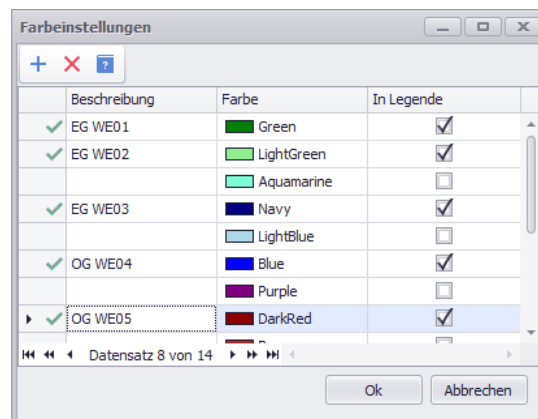 Farbeinstellungen
?
Beschreibung Farbe In Legende
EG WE01 Green
EG WE02 LightGreen
Aquamarine
EG WE03 Navy
LightBlue
OG WE04 Blue
Purple
OG WE05 DarkRed
Datensatz 8 von 14
Ok Abbrechen